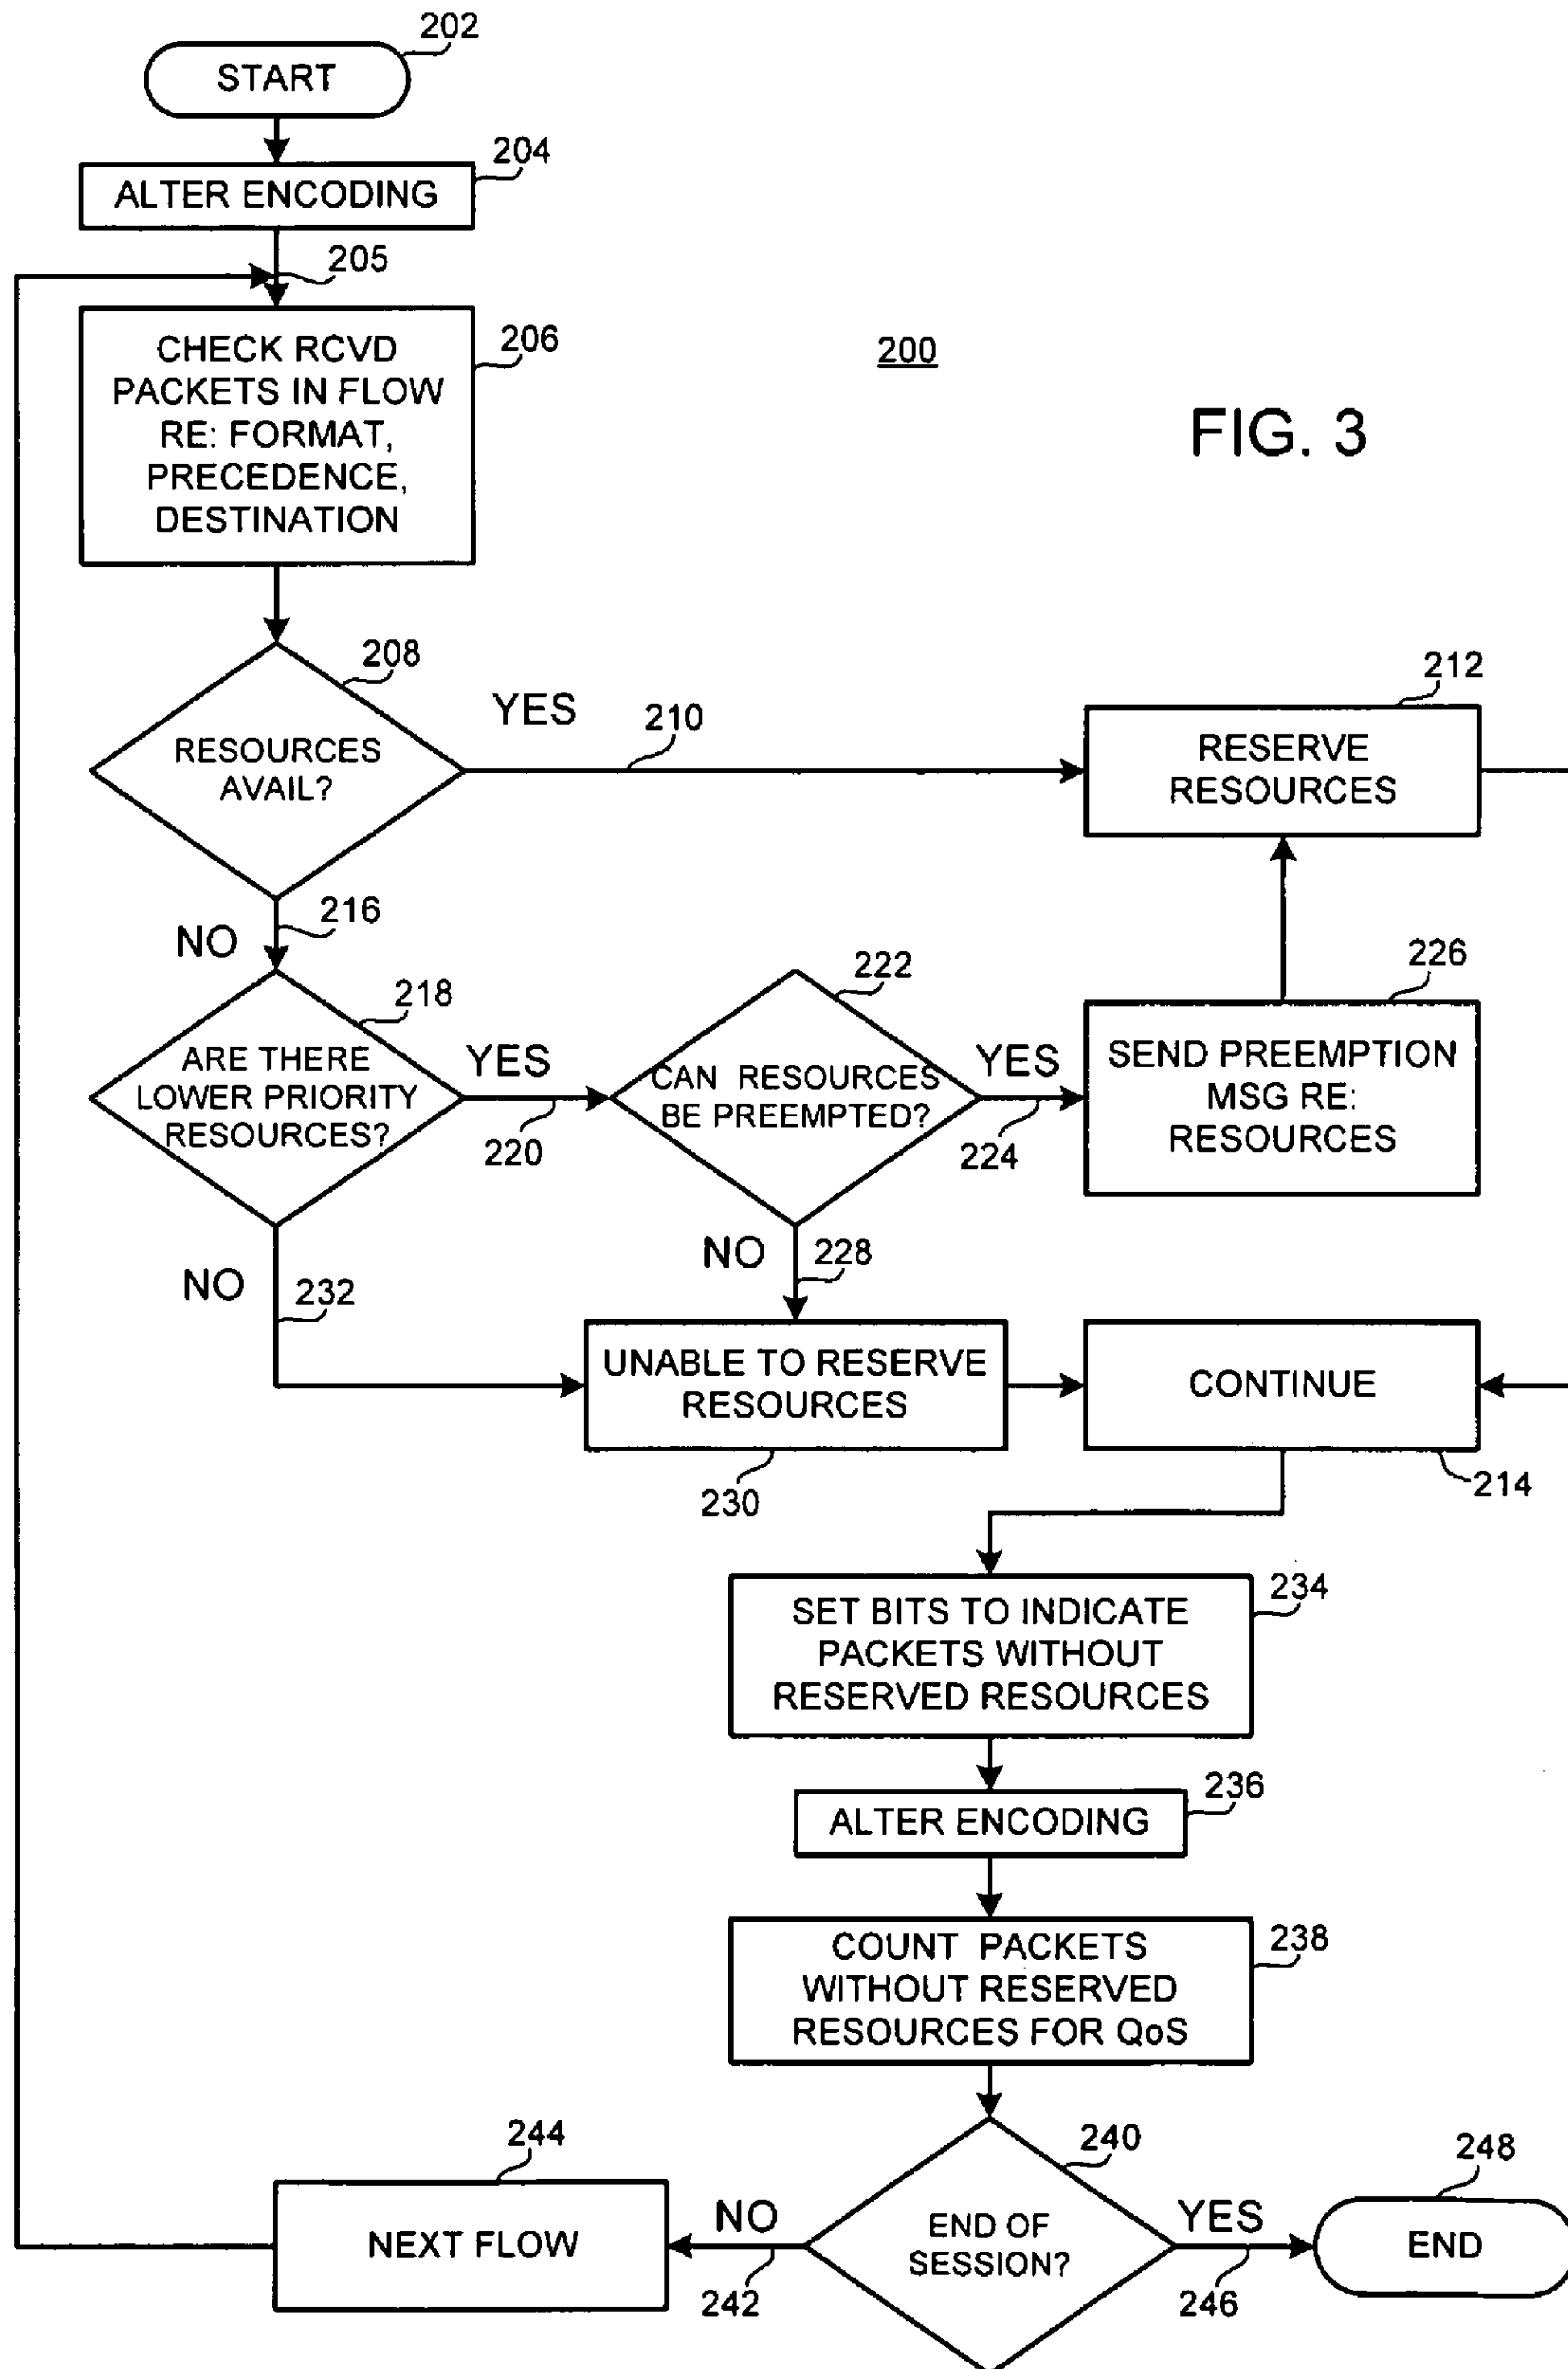 202
START
204
ALTER ENCODING
205
CHECK RCVD
PACKETS IN FLOW
RE: FORMAT,
PRECEDENCE,
DESTINATION
206
200
FIG. 3
208
RESOURCES
AVAIL?
YES
210
212
RESERVE
RESOURCES
NO
216
218
ARE THERE
LOWER PRIORITY
RESOURCES?
YES
220
222
CAN RESOURCES
BE PREEMPTED?
YES
224
226
SEND PREEMPTION
MSG RE:
RESOURCES
NO
228
NO
232
UNABLE TO RESERVE
RESOURCES
230
CONTINUE
214
234
SET BITS TO INDICATE
PACKETS WITHOUT
RESERVED RESOURCES
236
ALTER ENCODING
238
COUNT PACKETS
WITHOUT RESERVED
RESOURCES FOR QoS
240
END OF
SESSION?
NO
242
244
NEXT FLOW
YES
246
248
END